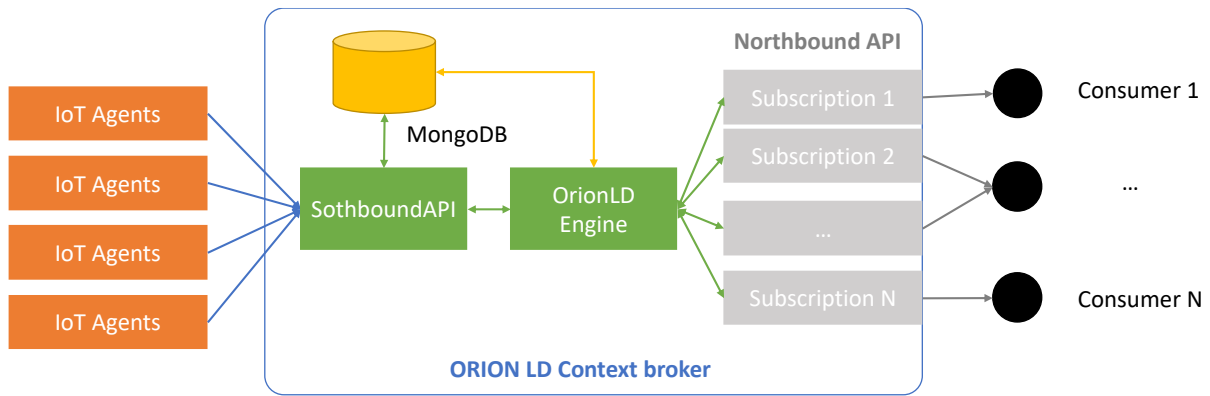 Northbound API
IoT Agents
IoT Agents
IoT Agents
IoT Agents
MongoDB
SothboundAPI
OrionLD
Engine
Subscription 1
Subscription 2
...
Subscription N
Consumer 1
...
Consumer N
ORION LD Context broker